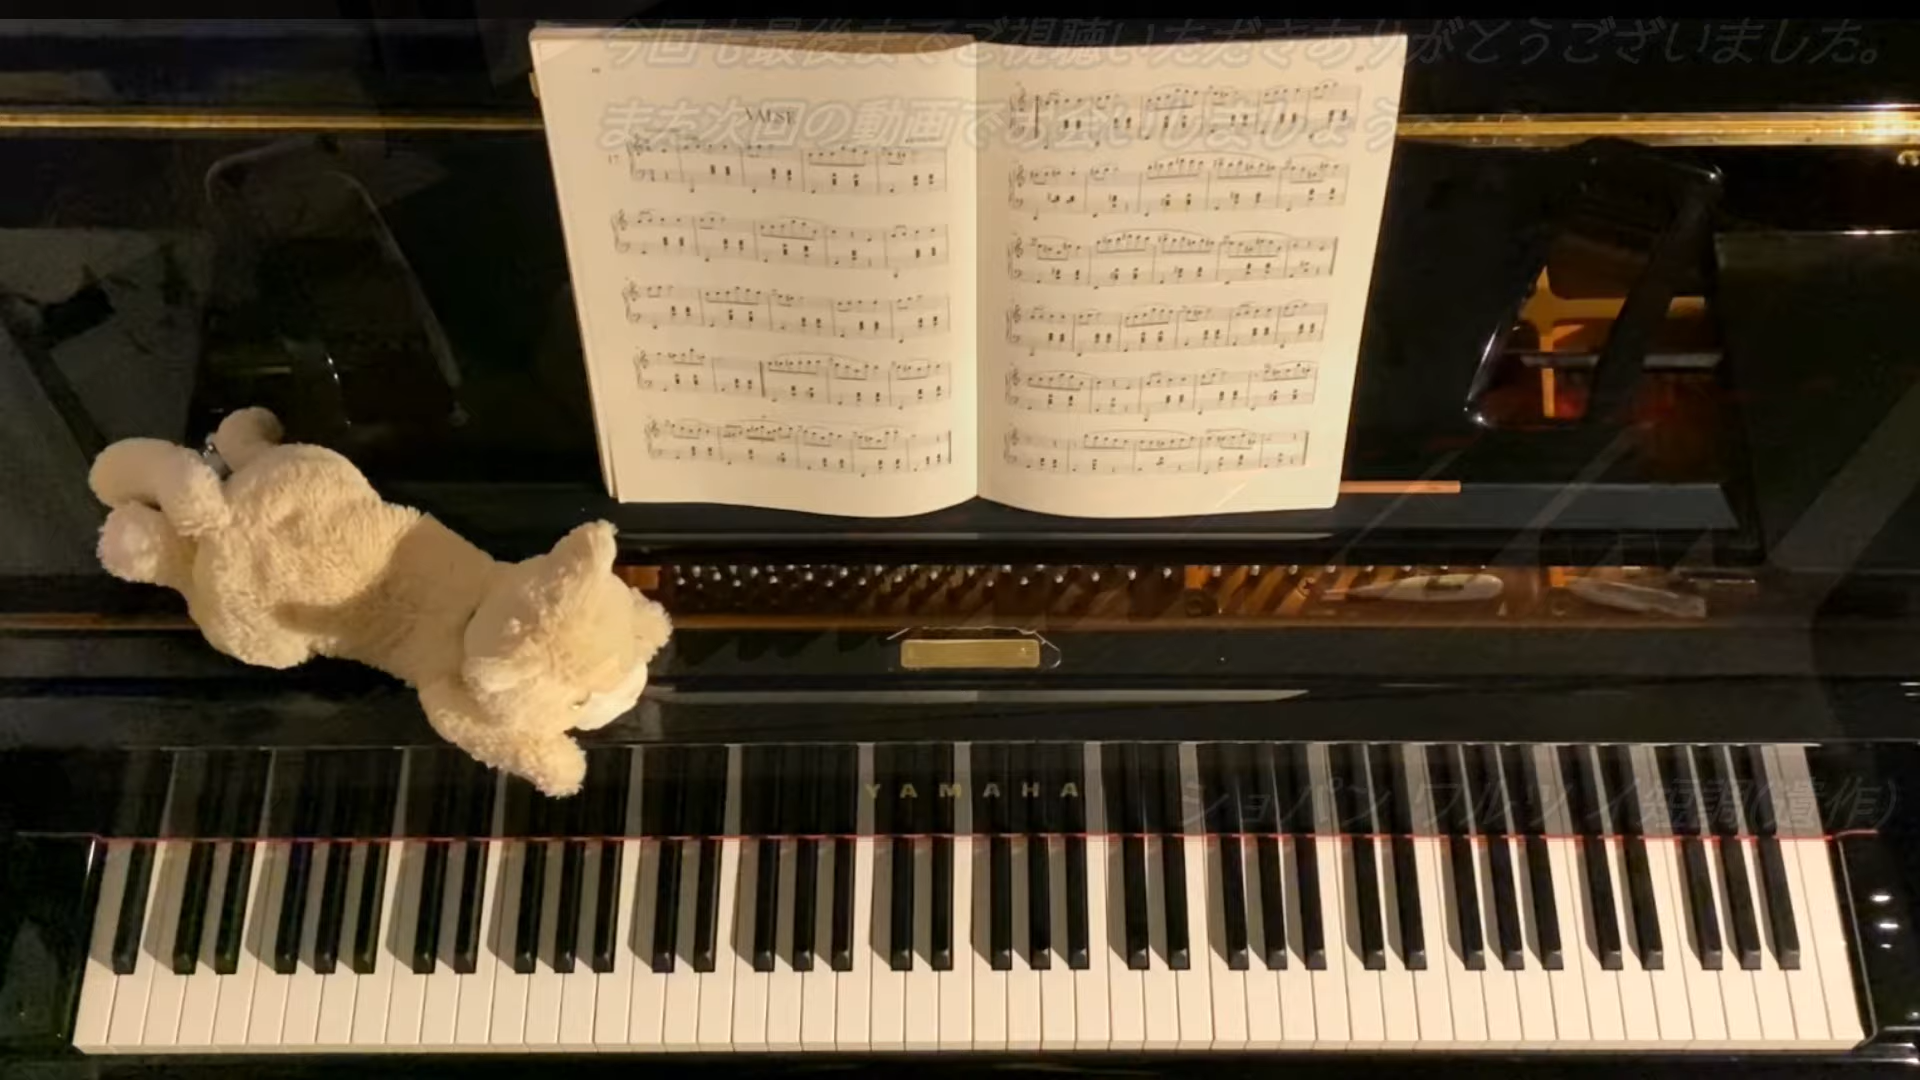 今回も最後までご視聴いただきありがとうございました。
また次回の動画でお会いしましょう
VALSE
17
YAMAHA
ショパン ワルツ イ短調(遺作)